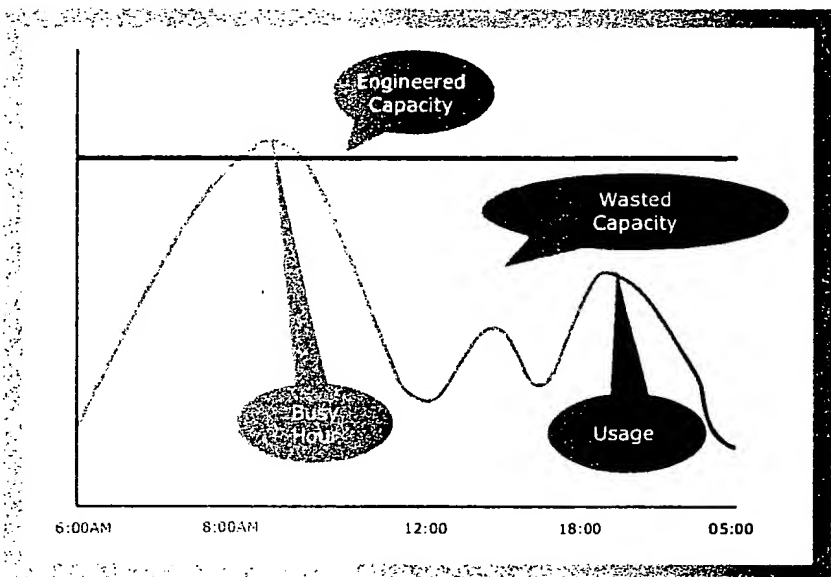 Engineered
Capacity
Wasted
Capacity
Busy
Hour
Usage
6:00AM
8:00AM
12:00
18:00
05:00